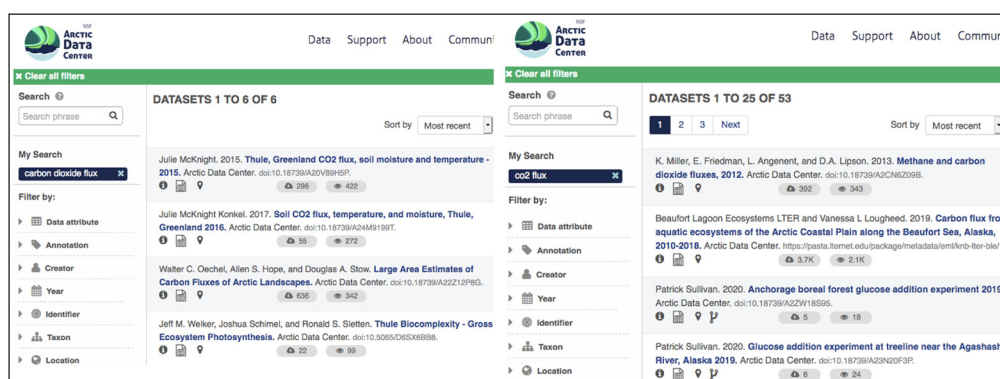 NSF
ARCTIC
DATA
CENTER
Data Support About Communi
Clear all filters
Search
Search phrase
DATASETS 1 TO 6 OF 6
Sort by Most recent
My Search
carbon dioxide flux
Julie McKnight. 2015. Thule, Greenland CO2 flux, soil moisture and temperature -
2015. Arctic Data Center. doi:10.18739/A20V89H5P.
296 422
Filter by:
Data attribute
Annotation
Creator
Year
Identifier
Taxon
Location
Julie McKnight Konkel. 2017. Soil CO2 flux, temperature, and moisture, Thule,
Greenland 2016. Arctic Data Center. doi:10.18739/A24M9199T.
55 272
Walter C. Oechel, Allen S. Hope, and Douglas A. Stow. Large Area Estimates of
Carbon Fluxes of Arctic Landscapes. Arctic Data Center. doi:10.18739/A22Z12P8G.
636 342
Jeff M. Welker, Joshua Schimel, and Ronald S. Sletten. Thule Biocomplexity - Gross
Ecosystem Photosynthesis. Arctic Data Center. doi:10.5065/D6SX6BB8.
22 99
NSF
ARCTIC
DATA
CENTER
Data Support About Commun
Clear all filters
Search
Search phrase
DATASETS 1 TO 25 OF 53
1 2 3 Next
Sort by Most recent
My Search
co2 flux
Filter by:
Data attribute
Annotation
Creator
Year
Identifier
Taxon
Location
K. Miller, E. Friedman, L. Angenent, and D.A. Lipson. 2013. Methane and carbon
dioxide fluxes, 2012. Arctic Data Center. doi:10.18739/A2CN6Z09B.
392 343
Beaufort Lagoon Ecosystems LTER and Vanessa L Lougheed. 2019. Carbon flux fro
aquatic ecosystems of the Arctic Coastal Plain along the Beaufort Sea, Alaska,
2010-2018. Arctic Data Center. https://pasta.lternet.edu/package/metadata/eml/knb-lter-ble/
3.7K 2.1K
Patrick Sullivan. 2020. Anchorage boreal forest glucose addition experiment 2019
Arctic Data Center. doi:10.18739/A2ZW18S95.
5 18
Patrick Sullivan. 2020. Glucose addition experiment at treeline near the Agashash
River, Alaska 2019. Arctic Data Center. doi:10.18739/A23N20F3P.
6 24